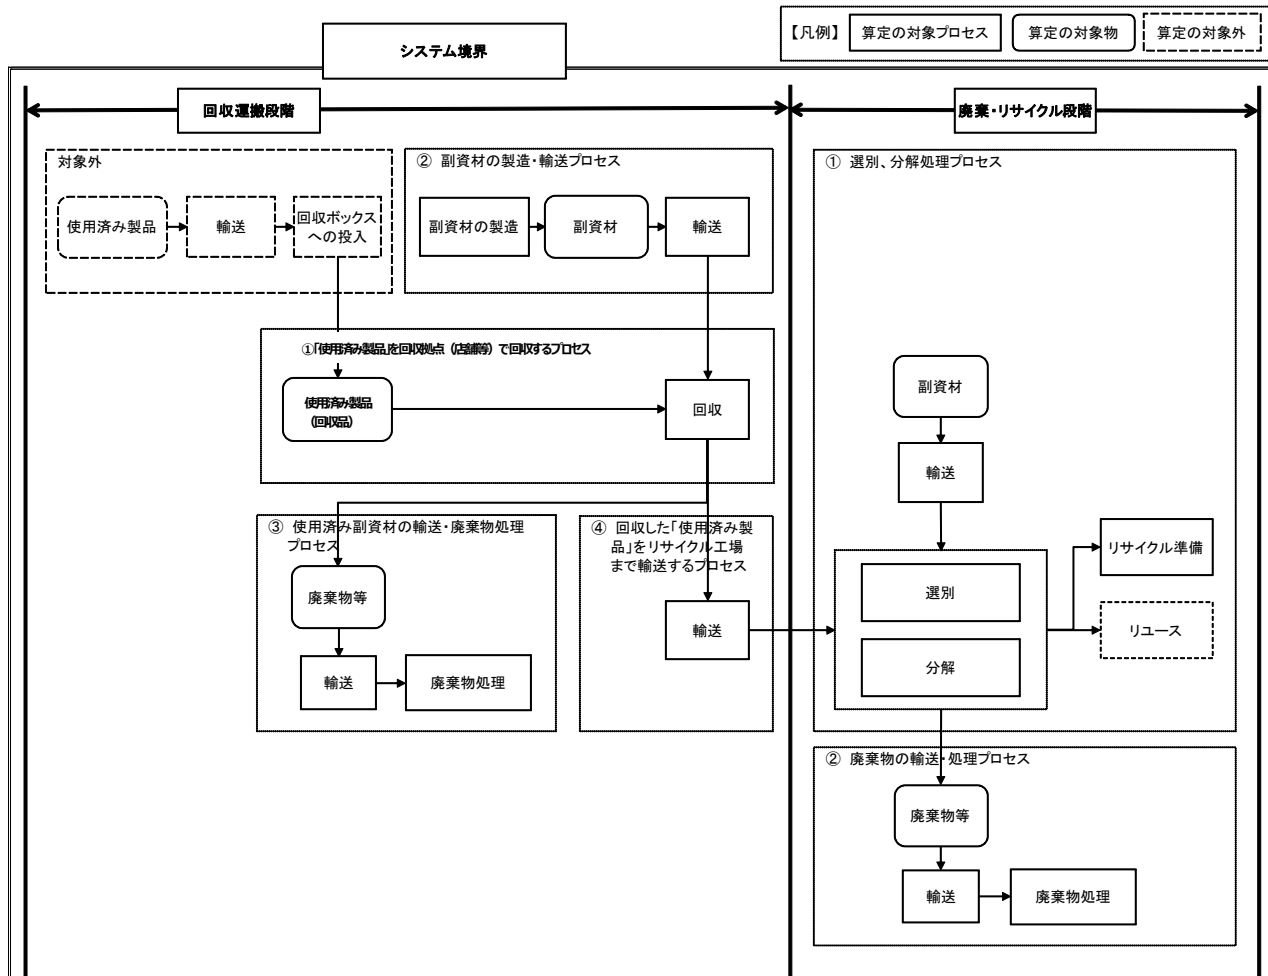 システム境界
【凡例】
算定の対象プロセス
算定の対象物
算定の対象外
回収運搬段階
廃棄・リサイクル段階
対象外
使用済み製品
輸送
回収ボックス
への投入
② 副資材の製造・輸送プロセス
副資材の製造
副資材
輸送
①「使用済み製品」を回収拠点（店舗等）で回収するプロセス
使用済み製品
（回収品）
回収
③ 使用済み副資材の輸送・廃棄物処理
プロセス
廃棄物等
輸送
廃棄物処理
④ 回収した「使用済み製
品」をリサイクル工場
まで輸送するプロセス
輸送
① 選別、分解処理プロセス
副資材
輸送
選別
分解
リサイクル準備
リユース
② 廃棄物の輸送・処理プロセス
廃棄物等
輸送
廃棄物処理